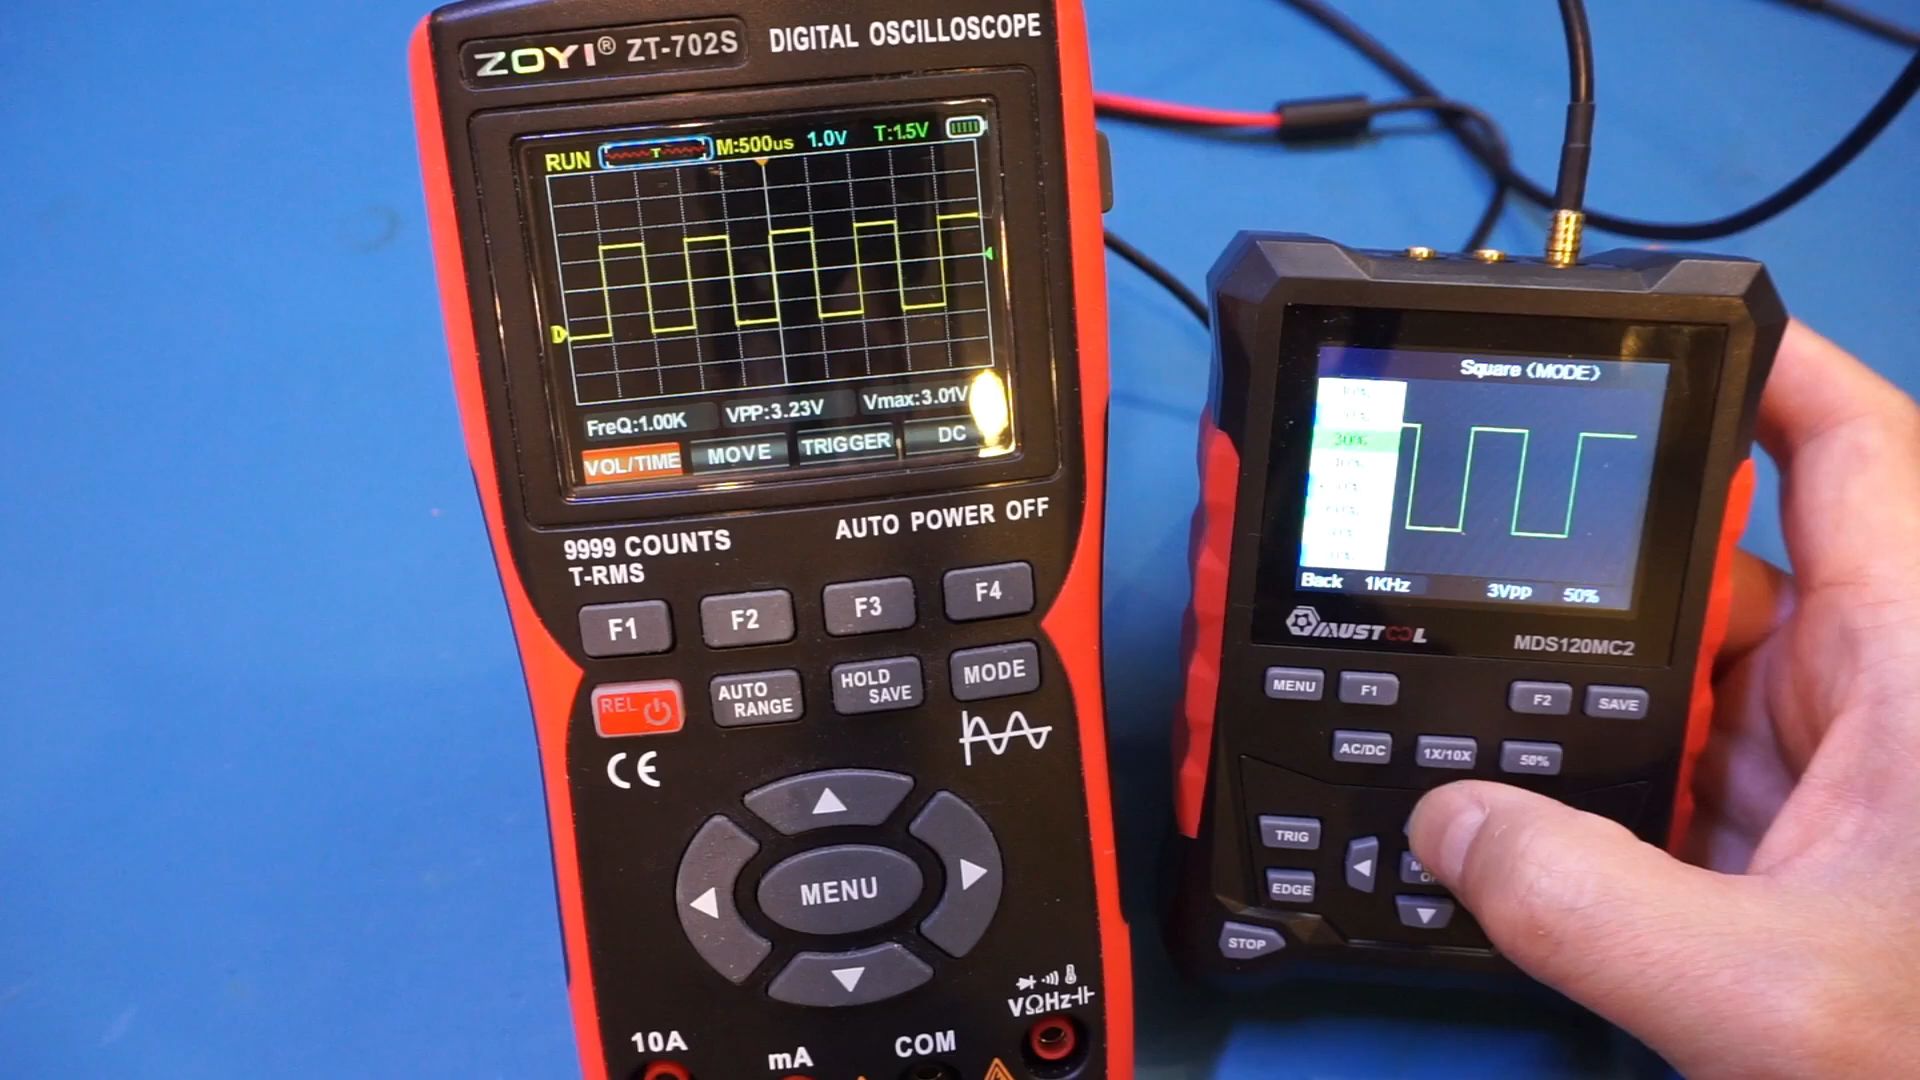 ZOYI® ZT-702S DIGITAL OSCILLOSCOPE
RUN T M:500us 1.0V T:1.5V
FreQ:1.00K VPP:3.23V Vmax:3.01V
VOL/TIME MOVE TRIGGER DC
9999 COUNTS
T-RMS
AUTO POWER OFF
F1 F2 F3 F4
REL
AUTO RANGE
HOLD SAVE
MODE
CE
MENU
VΩHz
10A mA COM
Square (MODE)
30%
Back 1KHz 3VPP 50%
MUSTOOL MDS120MC2
MENU F1 F2 SAVE
AC/DC 1X/10X 50%
TRIG
EDGE
STOP